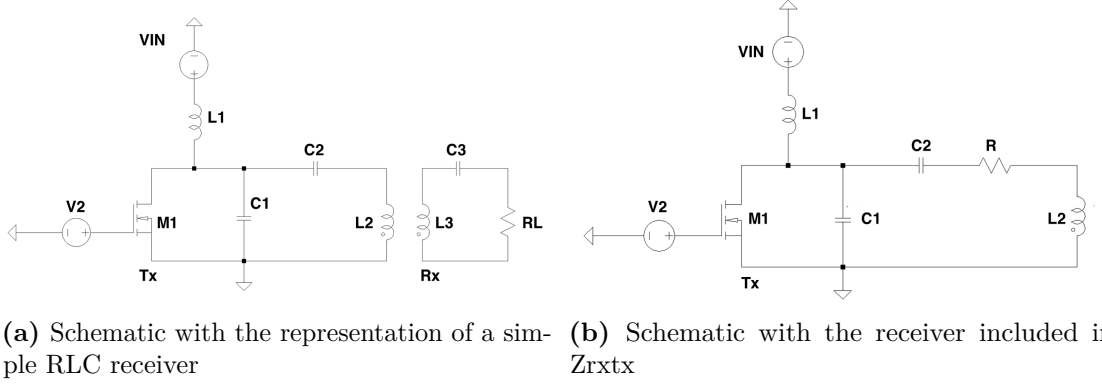 VIN
L1
C2
C3
V2
M1
C1
L2
L3
RL
Tx
Rx
VIN
L1
C2
R
V2
M1
C1
L2
Tx
(a) Schematic with the representation of a sim-
ple RLC receiver
(b) Schematic with the receiver included in
Zrxtx